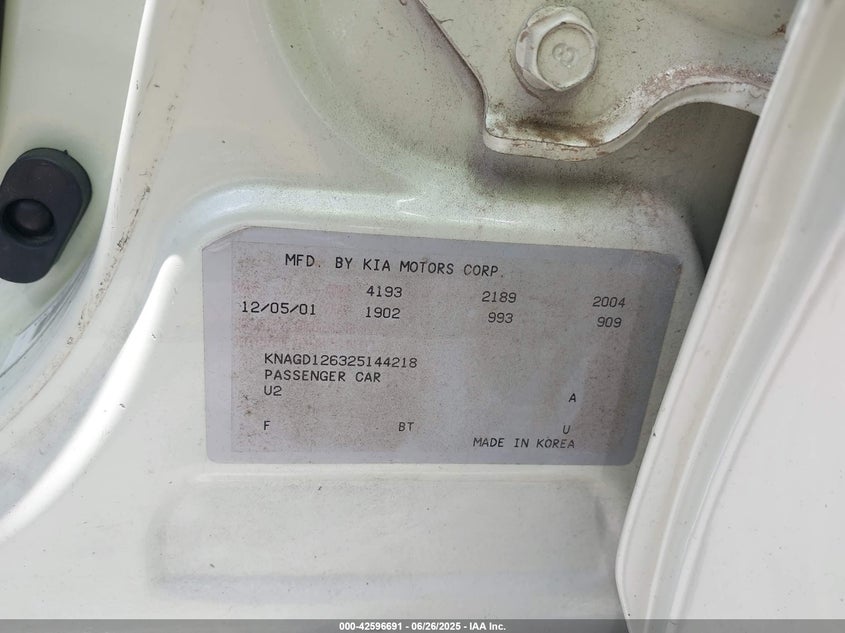 8
MFD. BY KIA MOTORS CORP.
4193 2189 2004
12/05/01 1902 993 909
KNAGD126325144218
PASSENGER CAR
U2 A
F BT U
MADE IN KOREA
000-42596691 - 06/26/2025 - IAA Inc.